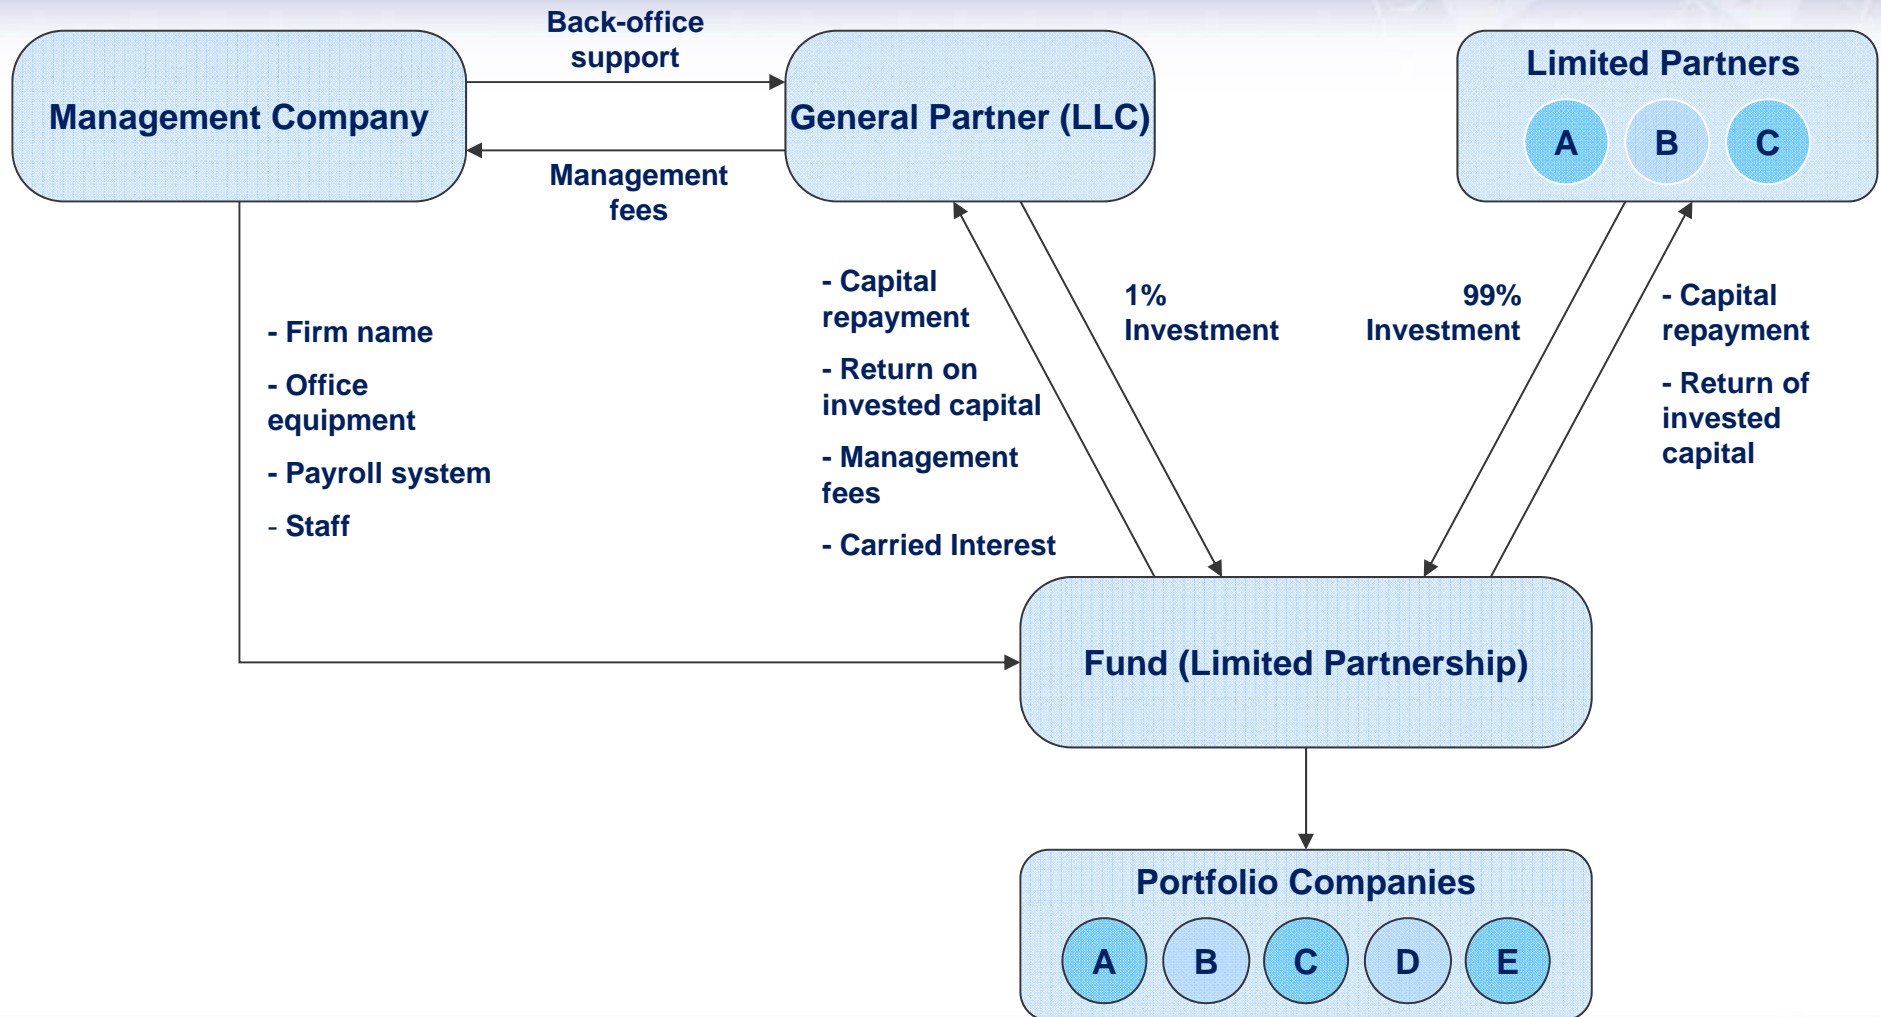 Back-office
support
Management Company
General Partner (LLC)
Management
fees
Limited Partners
A B C
- Firm name
- Office
equipment
- Payroll system
- Staff
- Capital
repayment
- Return on
invested capital
- Management
fees
- Carried Interest
1%
Investment
99%
Investment
- Capital
repayment
- Return of
invested
capital
Fund (Limited Partnership)
Portfolio Companies
A B C D E